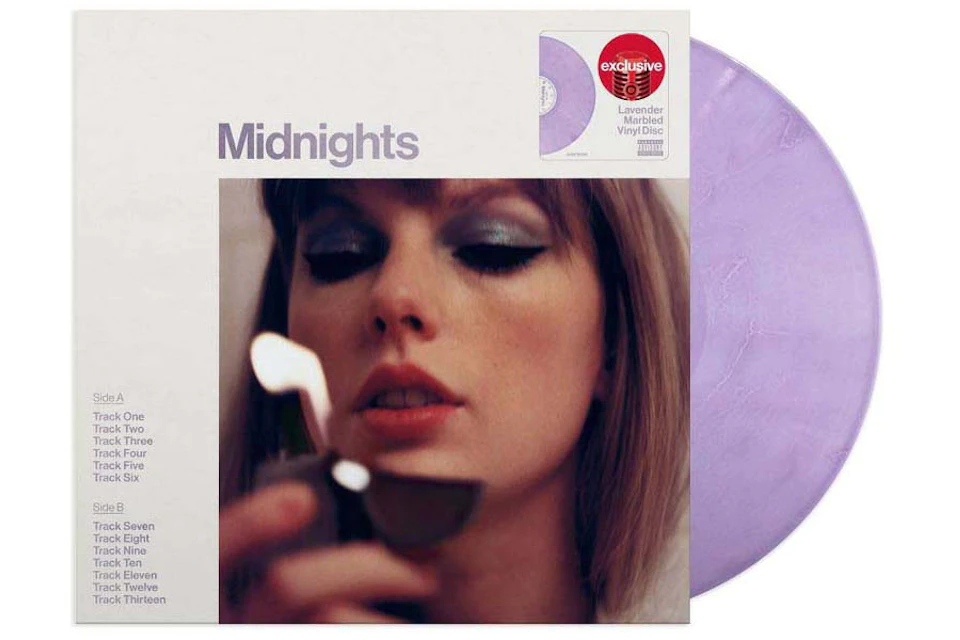 Midnights
exclusive
Lavender
Marbled
Vinyl Disc
Side A
Track One
Track Two
Track Three
Track Four
Track Five
Track Six
Side B
Track Seven
Track Eight
Track Nine
Track Ten
Track Eleven
Track Twelve
Track Thirteen